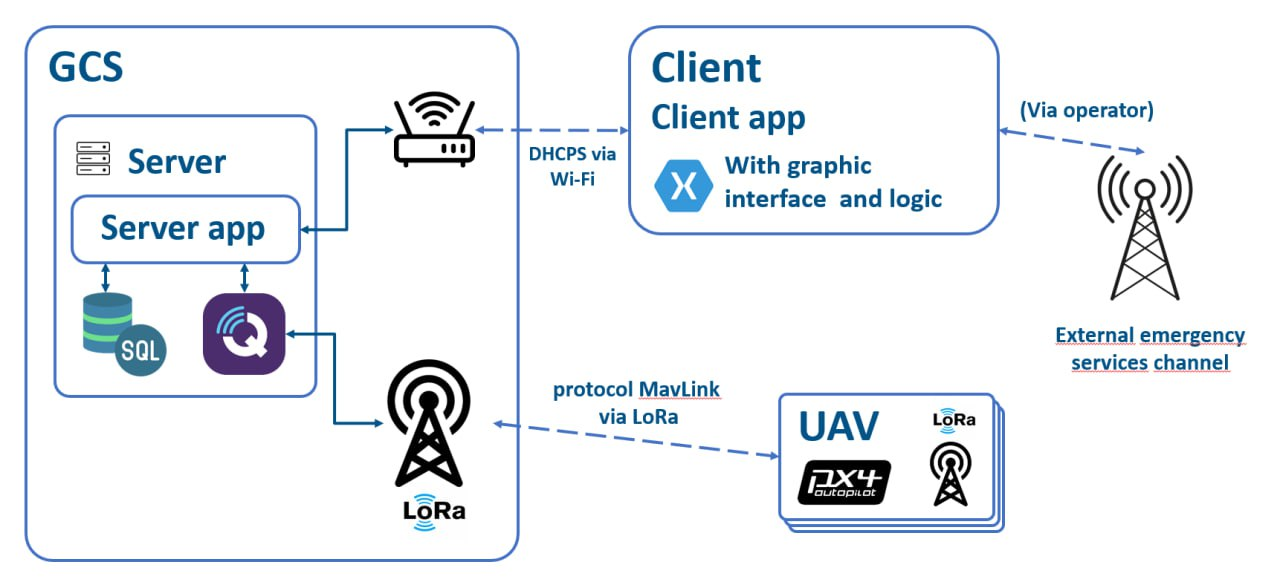 GCS
Server
Server app
SQL
LoRa
DHCPS via
Wi-Fi
Client
Client app
With graphic
interface and logic
(Via operator)
External emergency
services channel
protocol MavLink
via LoRa
UAV
LoRa
px4
autopilot